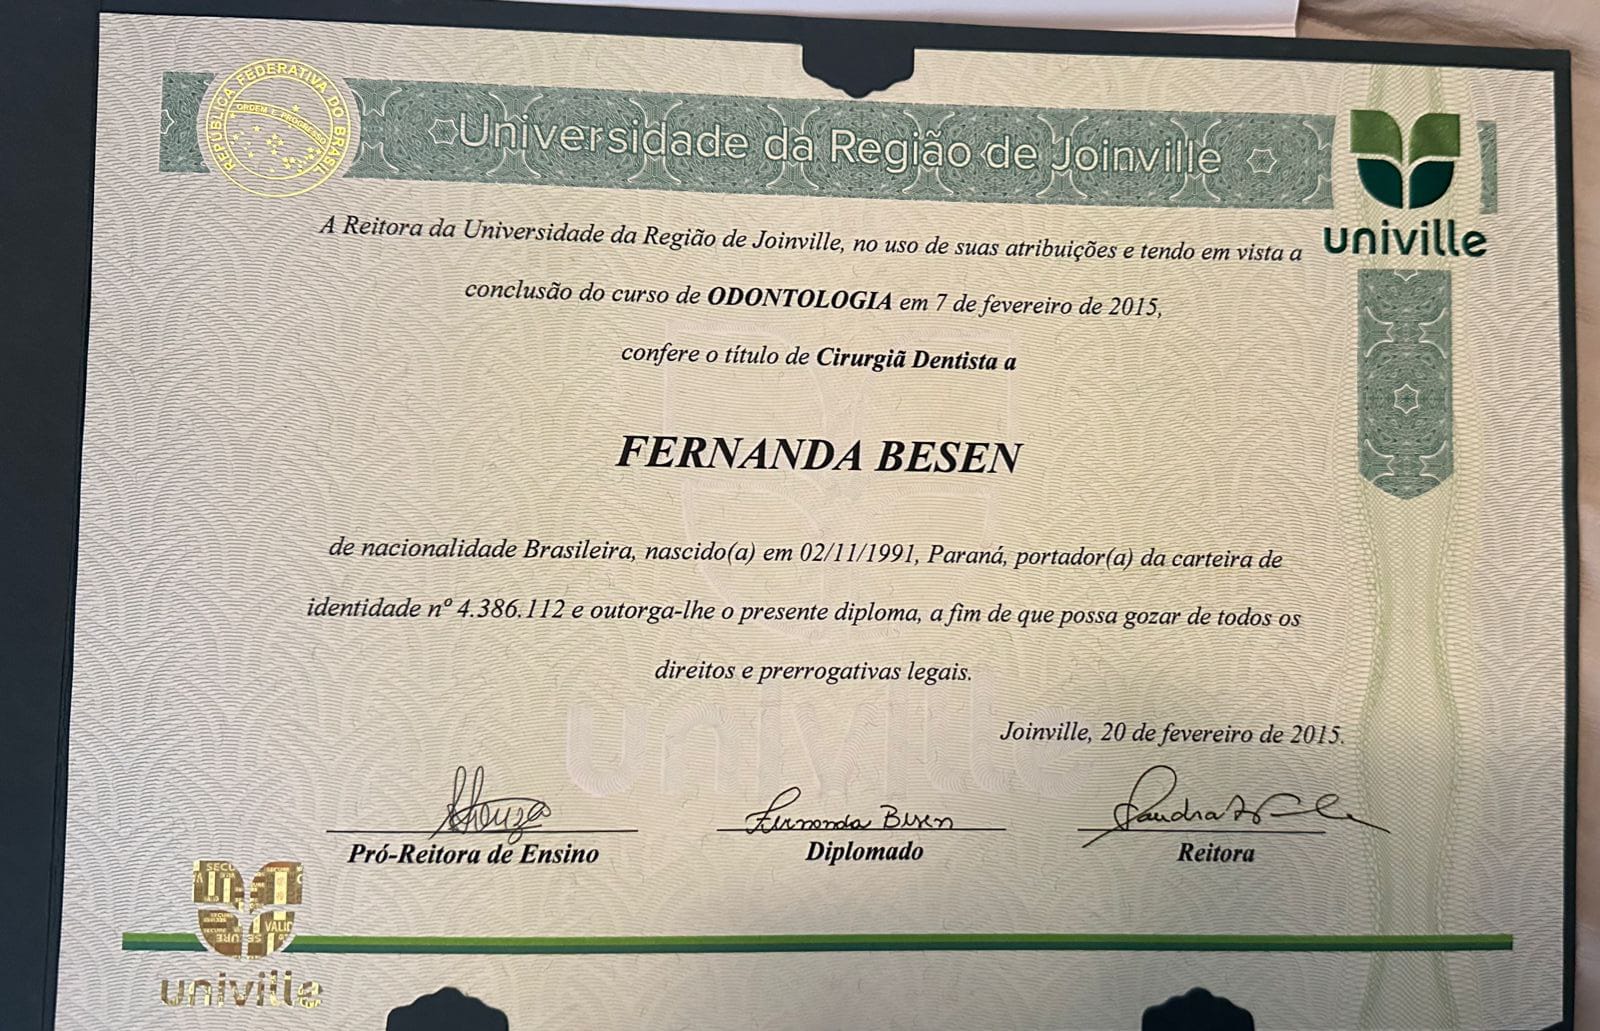 REPÚBLICA FEDERATIVA DO BRASIL
ORDEM E PROGRESSO
Universidade da Região de Joinville
univille
A Reitora da Universidade da Região de Joinville, no uso de suas atribuições e tendo em vista a
conclusão do curso de ODONTOLOGIA em 7 de fevereiro de 2015,
confere o título de Cirurgiã Dentista a
FERNANDA BESEN
de nacionalidade Brasileira, nascido(a) em 02/11/1991, Paraná, portador(a) da carteira de
identidade nº 4.386.112 e outorga-lhe o presente diploma, a fim de que possa gozar de todos os
direitos e prerrogativas legais.
univille
Joinville, 20 de fevereiro de 2015.
Fernanda Besen
Sandra
Pró-Reitora de Ensino
Diplomado
Reitora
univille